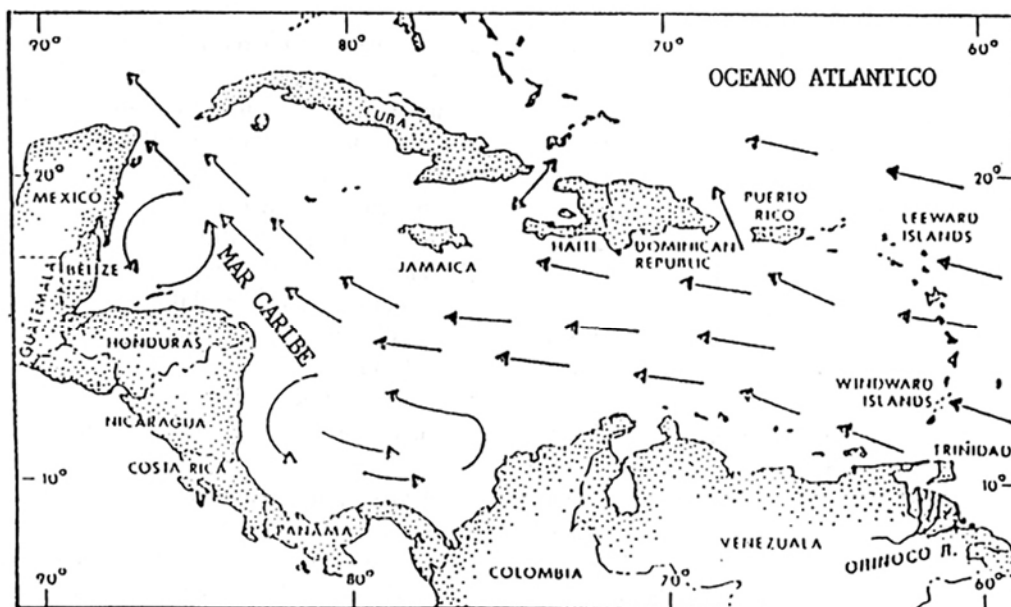 90° 80° 70° 60°
OCEANO ATLANTICO
CUBA
20° 20°
MEXICO
PUERTO
RICO
LEEWARD
ISLANDS
HAITI DOMINICAN
REPUBLIC
JAMAICA
BELIZE
GUATEMALA
MAR CARIBE
HONDURAS
WINDWARD
ISLANDS
NICARAGUA
COSTA RICA
TRINIDAD
10° 10°
PANAMA
VENEZUALA
ORINOCO R.
COLOMBIA
90° 80° 70° 60°